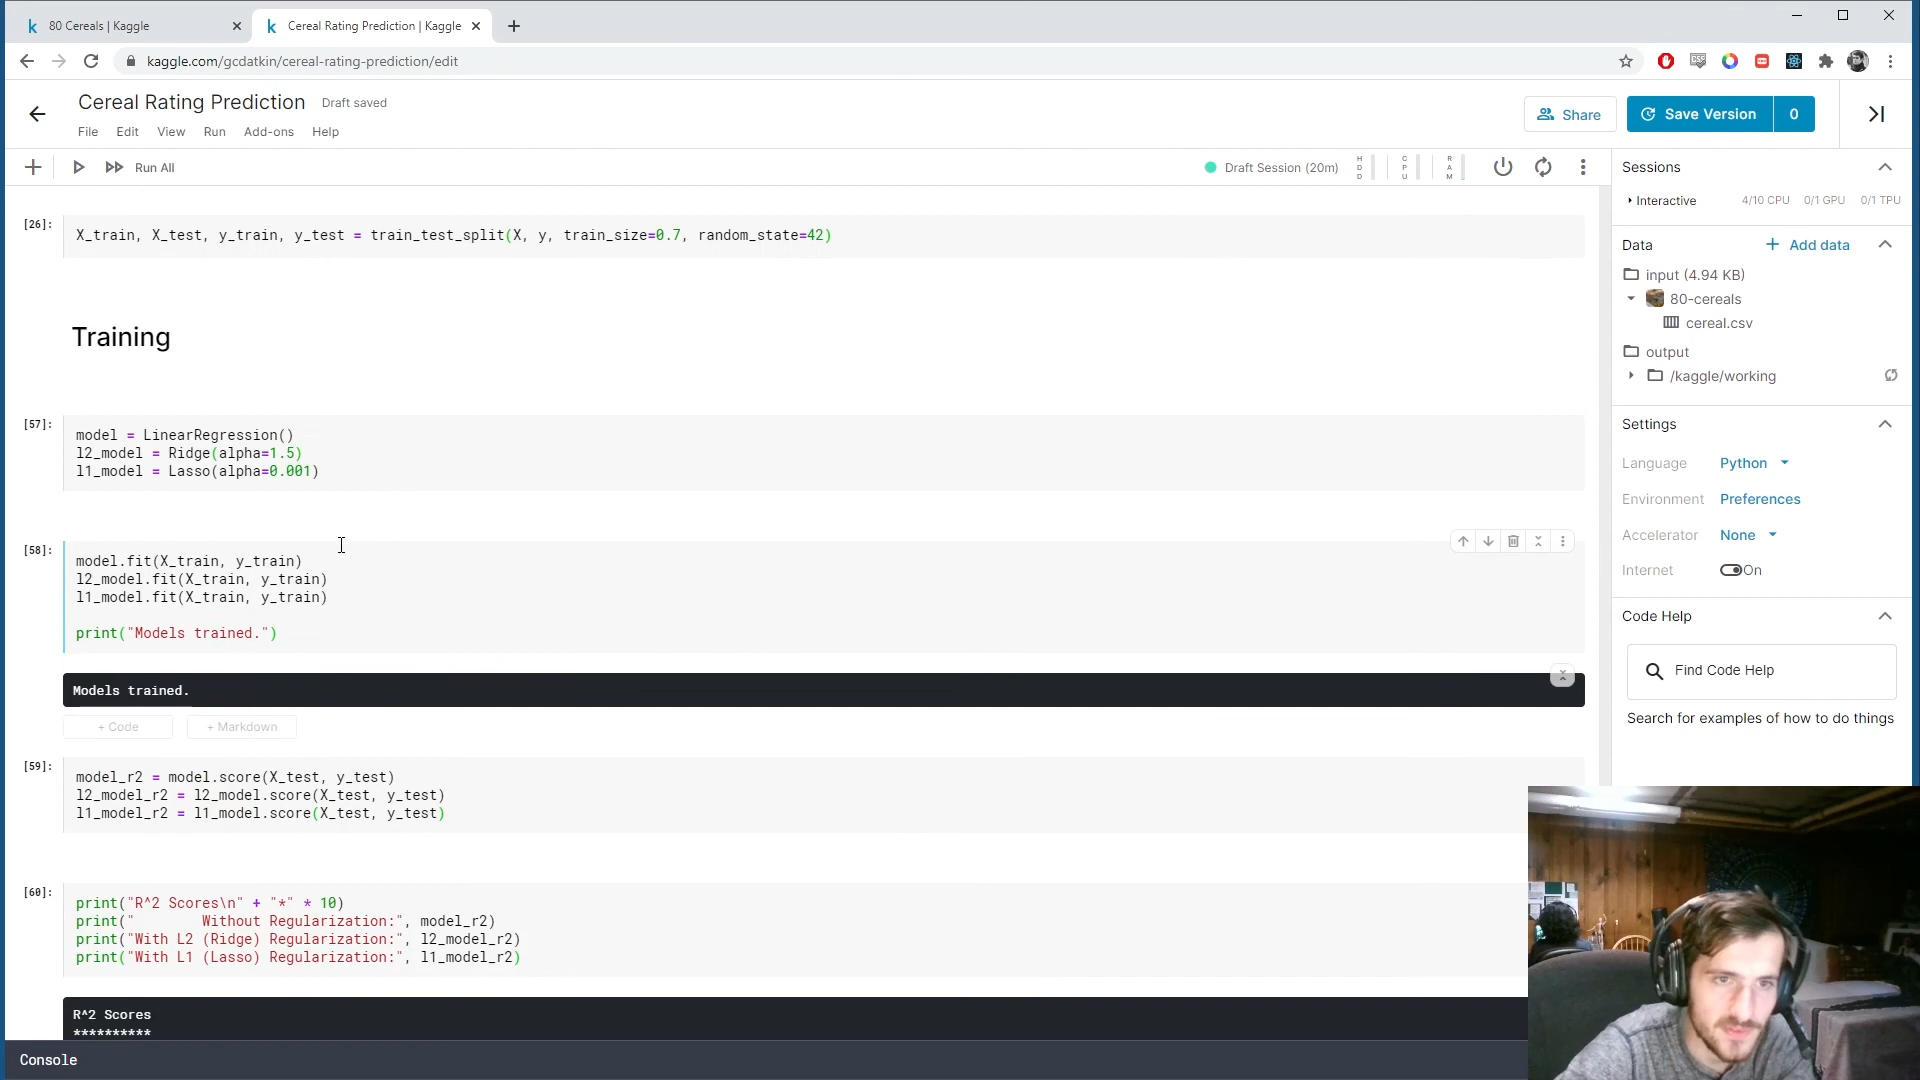 80 Cereals | Kaggle
Cereal Rating Prediction | Kaggle
kaggle.com/gcdatkin/cereal-rating-prediction/edit
Cereal Rating Prediction
Draft saved
File
Edit
View
Run
Add-ons
Help
Share
Save Version
0
Run All
Draft Session (20m)
HDD
CPU
RAM
[26]:
X_train, X_test, y_train, y_test = train_test_split(X, y, train_size=0.7, random_state=42)
Training
[57]:
model = LinearRegression()
l2_model = Ridge(alpha=1.5)
l1_model = Lasso(alpha=0.001)
[58]:
model.fit(X_train, y_train)
l2_model.fit(X_train, y_train)
l1_model.fit(X_train, y_train)
print("Models trained.")
Models trained.
+ Code
+ Markdown
[59]:
model_r2 = model.score(X_test, y_test)
l2_model_r2 = l2_model.score(X_test, y_test)
l1_model_r2 = l1_model.score(X_test, y_test)
[60]:
print("R^2 Scores\n" + "*" * 10)
print("        Without Regularization:", model_r2)
print("With L2 (Ridge) Regularization:", l2_model_r2)
print("With L1 (Lasso) Regularization:", l1_model_r2)
R^2 Scores
**********
Console
Sessions
Interactive
4/10 CPU
0/1 GPU
0/1 TPU
Data
+ Add data
input (4.94 KB)
80-cereals
cereal.csv
output
/kaggle/working
Settings
Language
Python
Environment
Preferences
Accelerator
None
Internet
On
Code Help
Find Code Help
Search for examples of how to do things